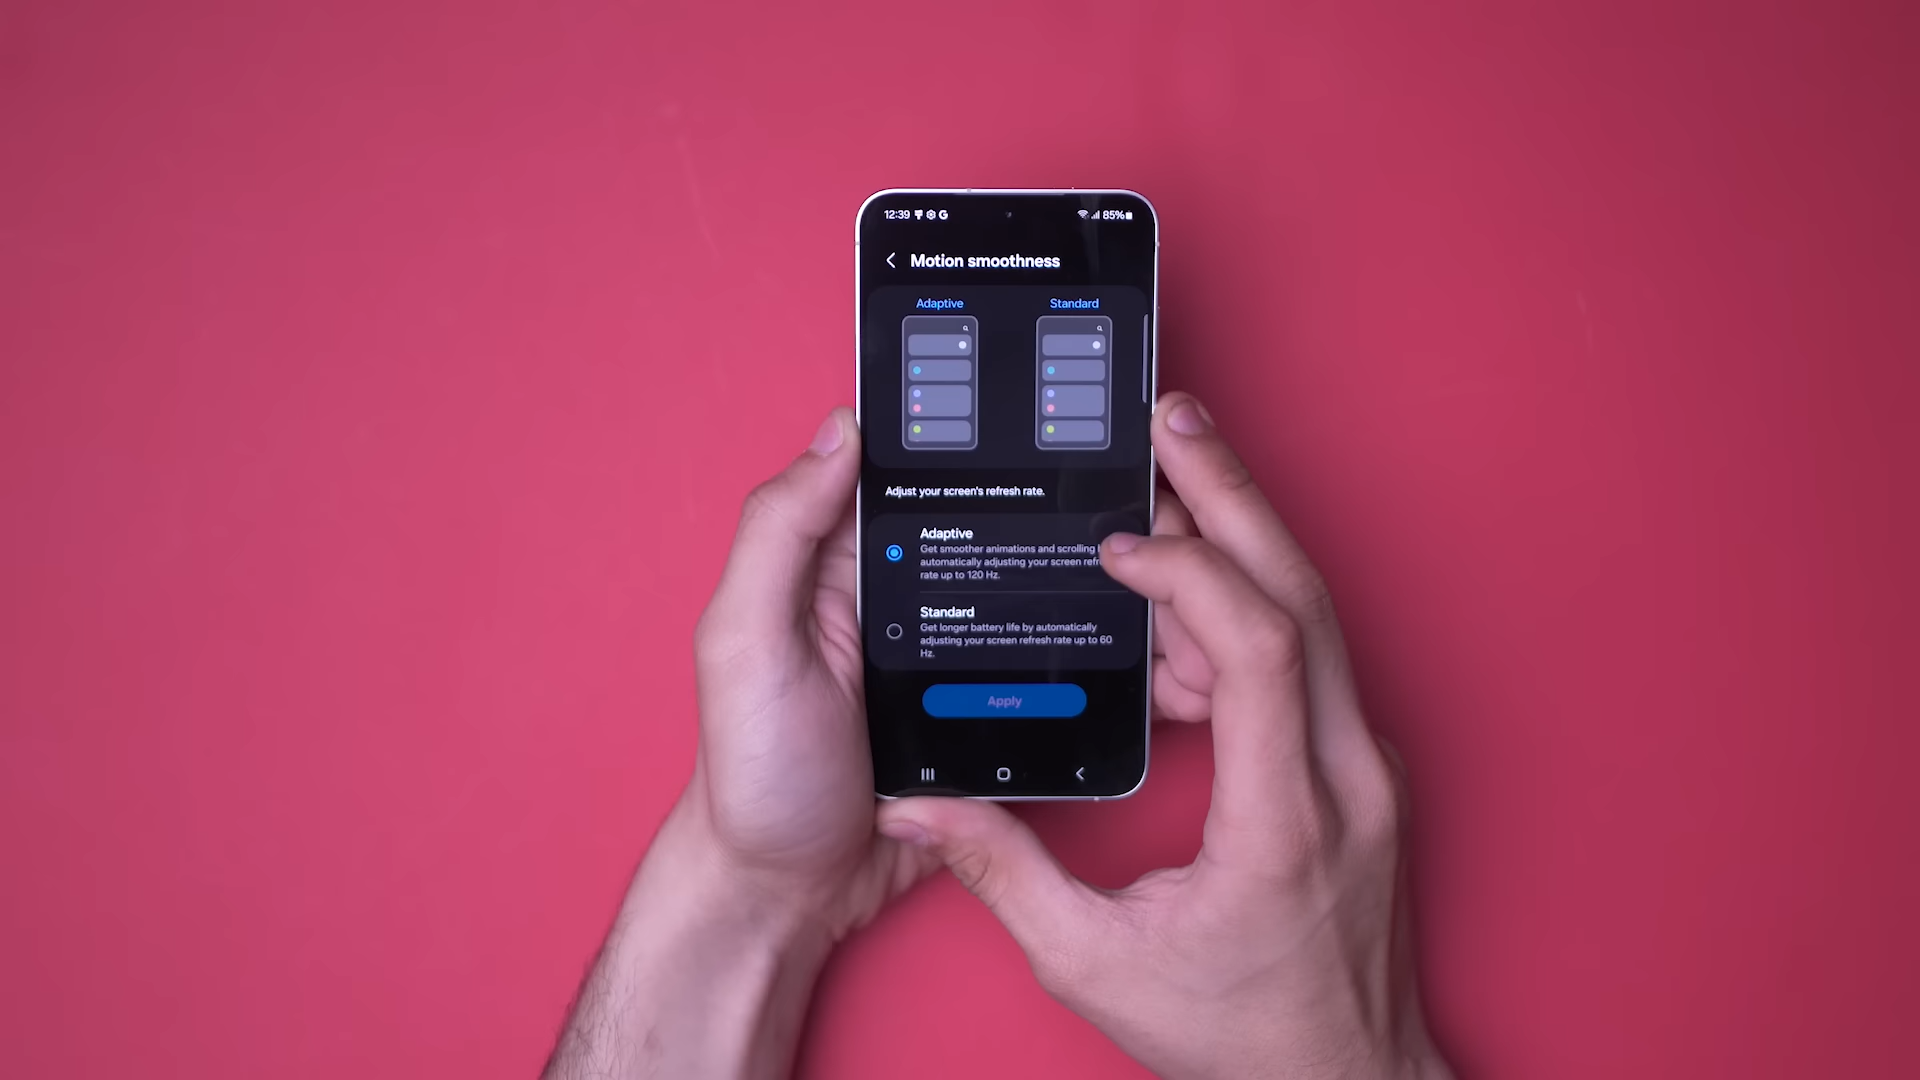 12:39 G 85%
Motion smoothness
Adaptive Standard
Adjust your screen's refresh rate.
Adaptive
Get smoother animations and scrolling
automatically adjusting your screen
rate up to 120 Hz.
Standard
Get longer battery life by automatically
adjusting your screen refresh rate up to 60
Hz.
Apply